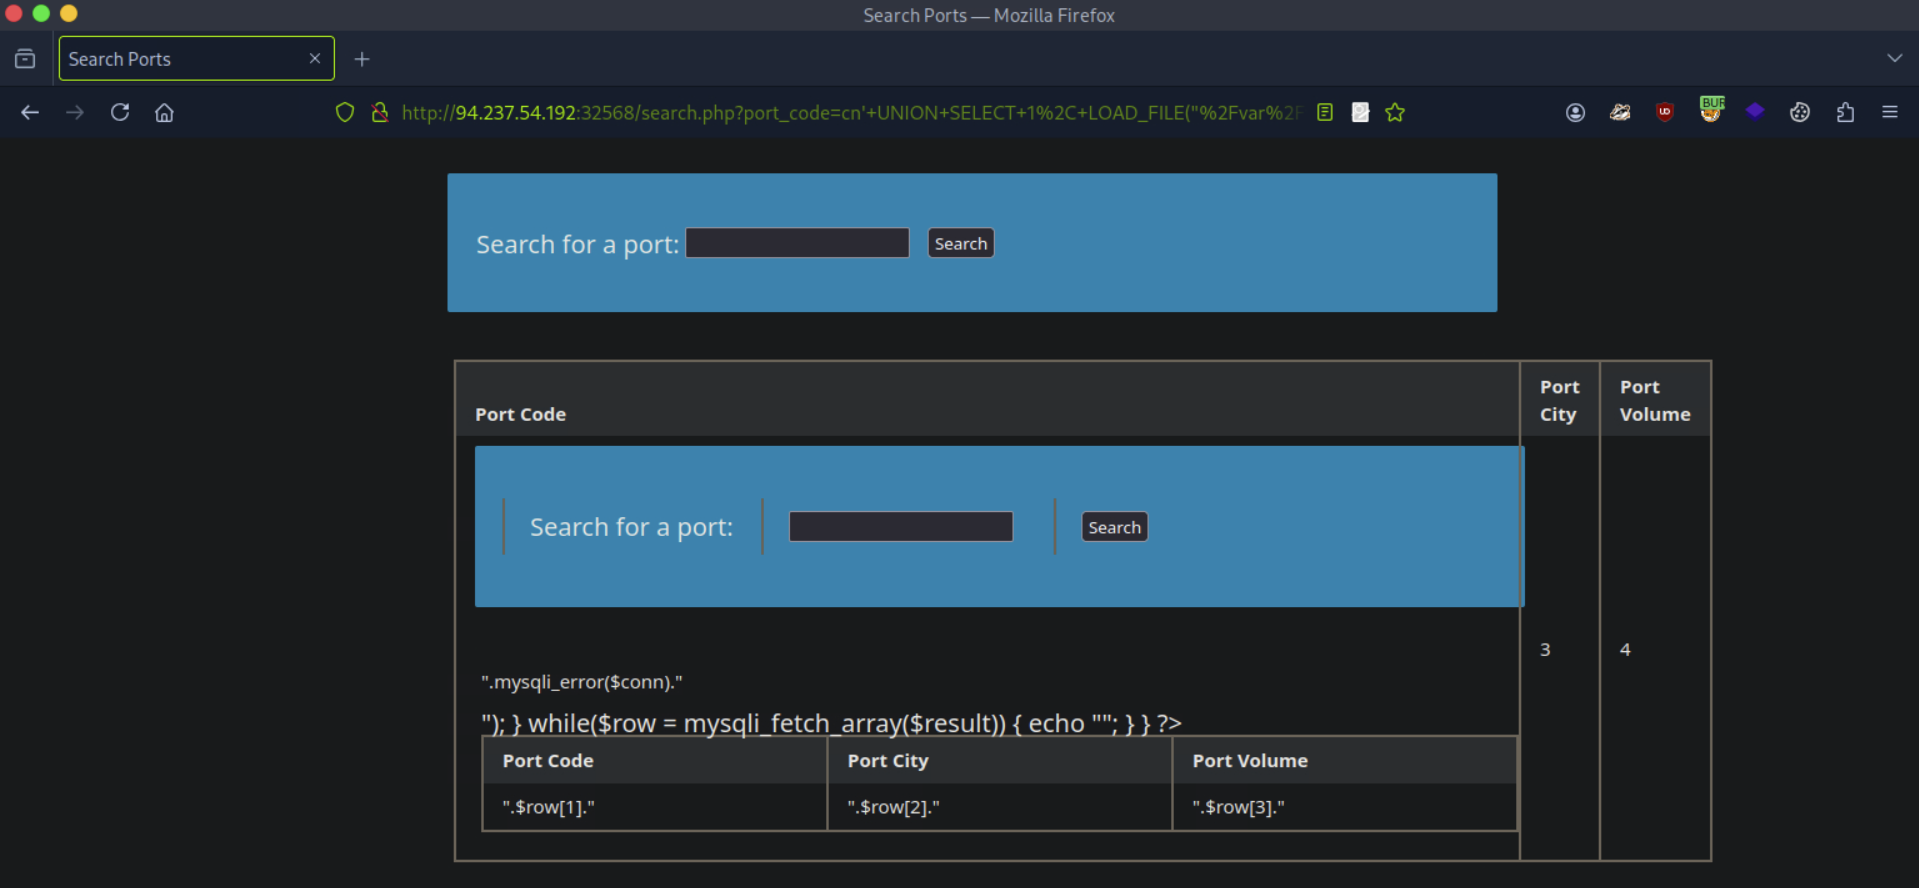 Search Ports — Mozilla Firefox
Search Ports
http://94.237.54.192:32568/search.php?port_code=cn'+UNION+SELECT+1%2C+LOAD_FILE("%2Fvar%2F
BUR
Search for a port: Search
Port Code Port City Port Volume
Search for a port: Search
3 4
".mysqli_error($conn)."
"); } while($row = mysqli_fetch_array($result)) { echo ""; } } ?>
Port Code Port City Port Volume
".$row[1]." ".$row[2]." ".$row[3]."